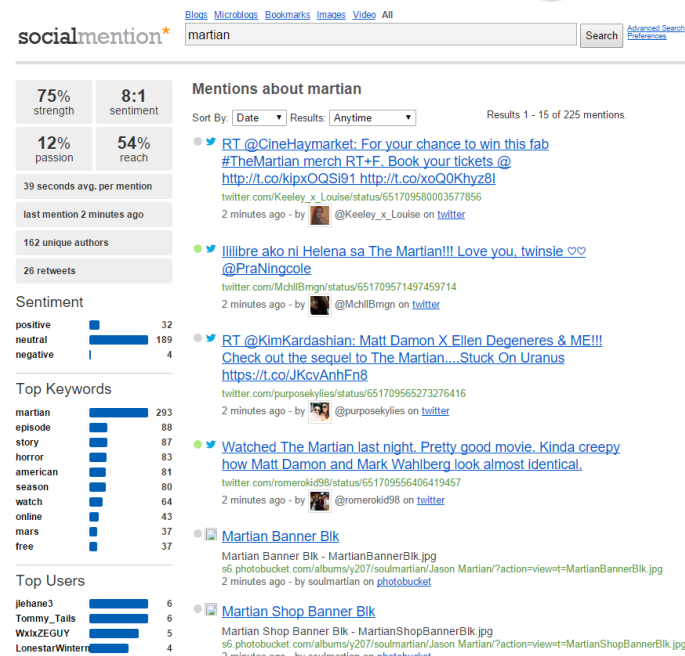 Blogs Microblogs Bookmarks Images Video All
socialmention*
martian
Search
Advanced Search
Preferences
75%
strength
8:1
sentiment
12%
passion
54%
reach
39 seconds avg. per mention
last mention 2 minutes ago
162 unique authors
26 retweets
Sentiment
positive 32
neutral 189
negative 4
Top Keywords
martian 293
episode 88
story 87
horror 83
american 81
season 80
watch 64
online 43
mars 37
free 37
Top Users
jlehane3 6
Tommy_Tails 6
WxIxZEGUY 5
LonestarWintern 4
Mentions about martian
Sort By: Date Results: Anytime Results 1 - 15 of 225 mentions.
RT @CineHaymarket: For your chance to win this fab
#TheMartian merch RT+F. Book your tickets @
http://t.co/kipxOQSi91 http://t.co/xoQ0Khyz8I
twitter.com/Keeley_x_Louise/status/651709580003577856
2 minutes ago - by @Keeley_x_Louise on twitter
Ililibre ako ni Helena sa The Martian!!! Love you, twinsie ♡♡
@PraNingcole
twitter.com/MchllBrngn/status/651709571497459714
2 minutes ago - by @MchllBrngn on twitter
RT @KimKardashian: Matt Damon X Ellen Degeneres & ME!!!
Check out the sequel to The Martian....Stuck On Uranus
https://t.co/JKcvAnhFn8
twitter.com/purposekylies/status/651709565273276416
2 minutes ago - by @purposekylies on twitter
Watched The Martian last night. Pretty good movie. Kinda creepy
how Matt Damon and Mark Wahlberg look almost identical.
twitter.com/romerokid98/status/651709556406419457
2 minutes ago - by @romerokid98 on twitter
Martian Banner Blk
Martian Banner Blk - MartianBannerBlk.jpg
s6.photobucket.com/albums/y207/soulmartian/Jason Martian/?action=view¤t=MartianBannerBlk.jpg
2 minutes ago - by soulmartian on photobucket
Martian Shop Banner Blk
Martian Shop Banner Blk - MartianShopBannerBlk.jpg
s6.photobucket.com/albums/y207/soulmartian/Jason Martian/?action=view¤t=MartianShopBannerBlk.jpg
2 minutes ago - by soulmartian on photobucket